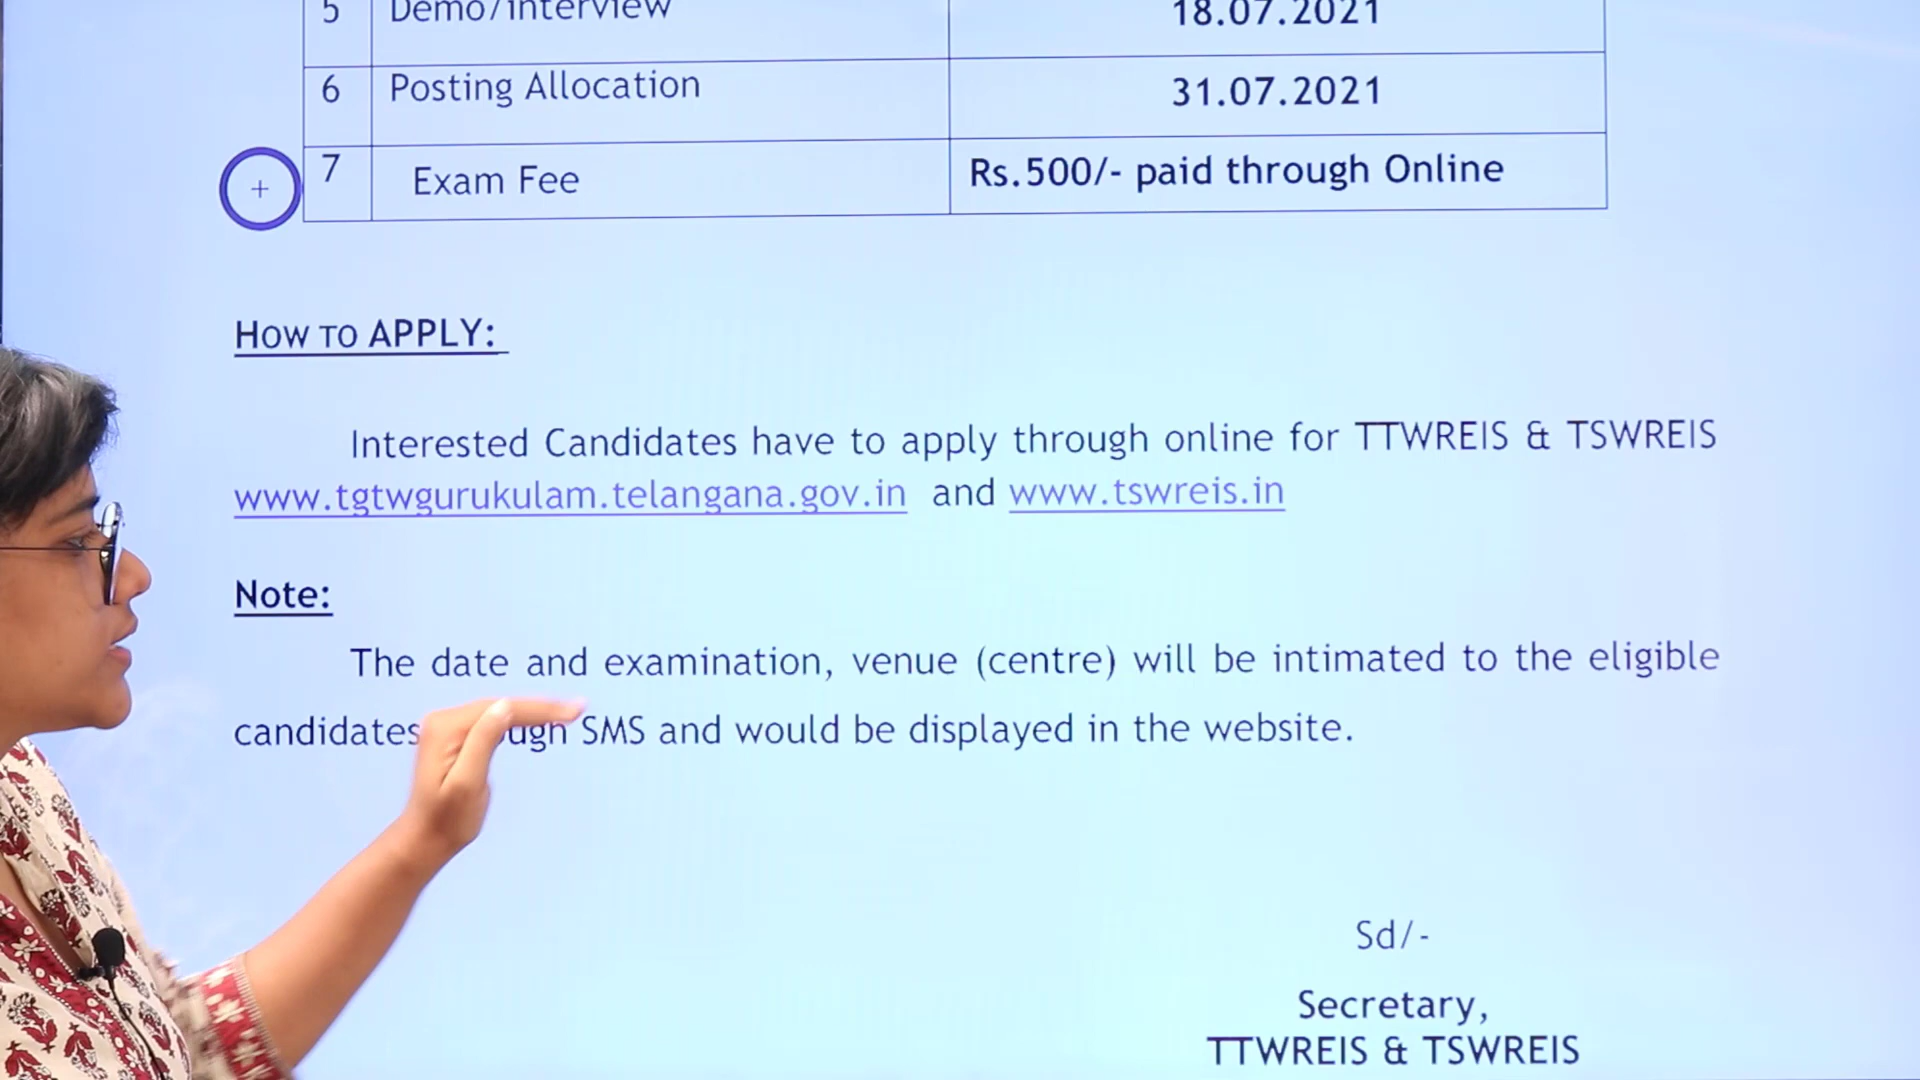 5 Demo/Interview 18.07.2021
6 Posting Allocation 31.07.2021
7 Exam Fee Rs.500/- paid through Online
HOW TO APPLY:
Interested Candidates have to apply through online for TTWREIS & TSWREIS
www.tgtwgurukulam.telangana.gov.in and www.tswreis.in
Note:
The date and examination, venue (centre) will be intimated to the eligible
candidates SMS and would be displayed in the website.
Sd/-
Secretary,
TTWREIS & TSWREIS